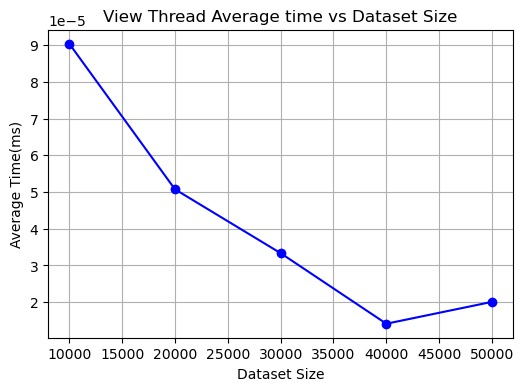 View Thread Average time vs Dataset Size
1e−5
9
8
7
6
5
4
3
2
Average Time(ms)
10000 15000 20000 25000 30000 35000 40000 45000 50000
Dataset Size